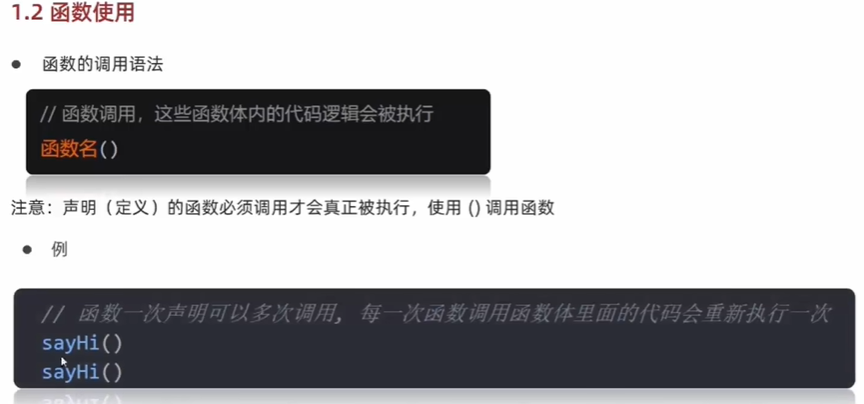 1.2 函数使用
● 函数的调用语法
// 函数调用，这些函数体内的代码逻辑会被执行
函数名()
注意：声明（定义）的函数必须调用才会真正被执行，使用 () 调用函数
● 例
// 函数一次声明可以多次调用, 每一次函数调用函数体里面的代码会重新执行一次
sayHi()
sayHi()